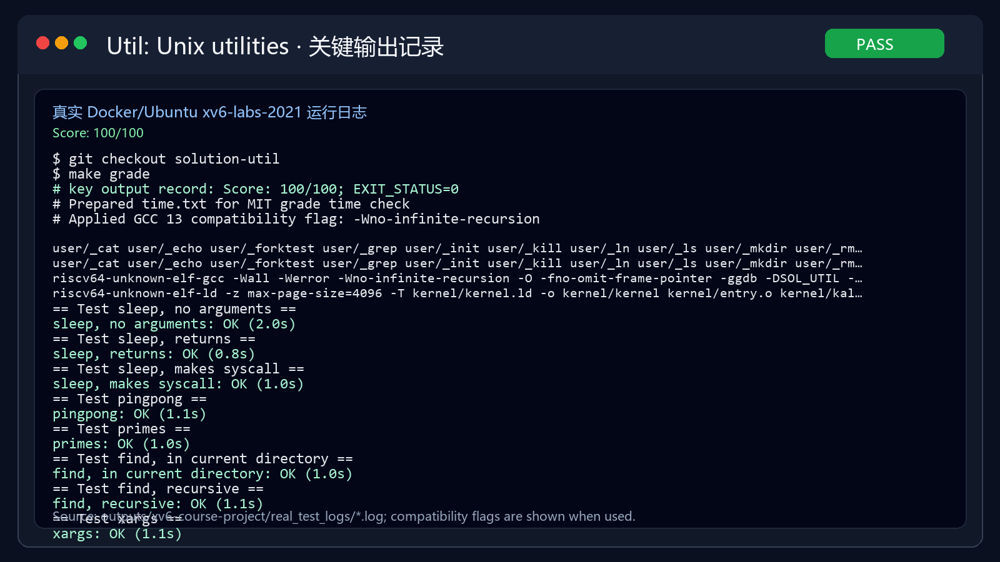 Util: Unix utilities · 关键输出记录
PASS
真实 Docker/Ubuntu xv6-labs-2021 运行日志
Score: 100/100
$ git checkout solution-util
$ make grade
# key output record: Score: 100/100; EXIT_STATUS=0
# Prepared time.txt for MIT grade time check
# Applied GCC 13 compatibility flag: -Wno-infinite-recursion
user/_cat user/_echo user/_forktest user/_grep user/_init user/_kill user/_ln user/_ls user/_mkdir user/_rm…
user/_cat user/_echo user/_forktest user/_grep user/_init user/_kill user/_ln user/_ls user/_mkdir user/_rm…
riscv64-unknown-elf-gcc -Wall -Werror -Wno-infinite-recursion -O -fno-omit-frame-pointer -ggdb -DSOL_UTIL -…
riscv64-unknown-elf-ld -z max-page-size=4096 -T kernel/kernel.ld -o kernel/kernel kernel/entry.o kernel/kal…
== Test sleep, no arguments ==
sleep, no arguments: OK (2.0s)
== Test sleep, returns ==
sleep, returns: OK (0.8s)
== Test sleep, makes syscall ==
sleep, makes syscall: OK (1.0s)
== Test pingpong ==
pingpong: OK (1.1s)
== Test primes ==
primes: OK (1.0s)
== Test find, in current directory ==
find, in current directory: OK (1.0s)
== Test find, recursive ==
find, recursive: OK (1.1s)
== Test xargs ==
Source: outputs/xv6-course-project/real_test_logs/*.log; compatibility flags are shown when used.
xargs: OK (1.1s)